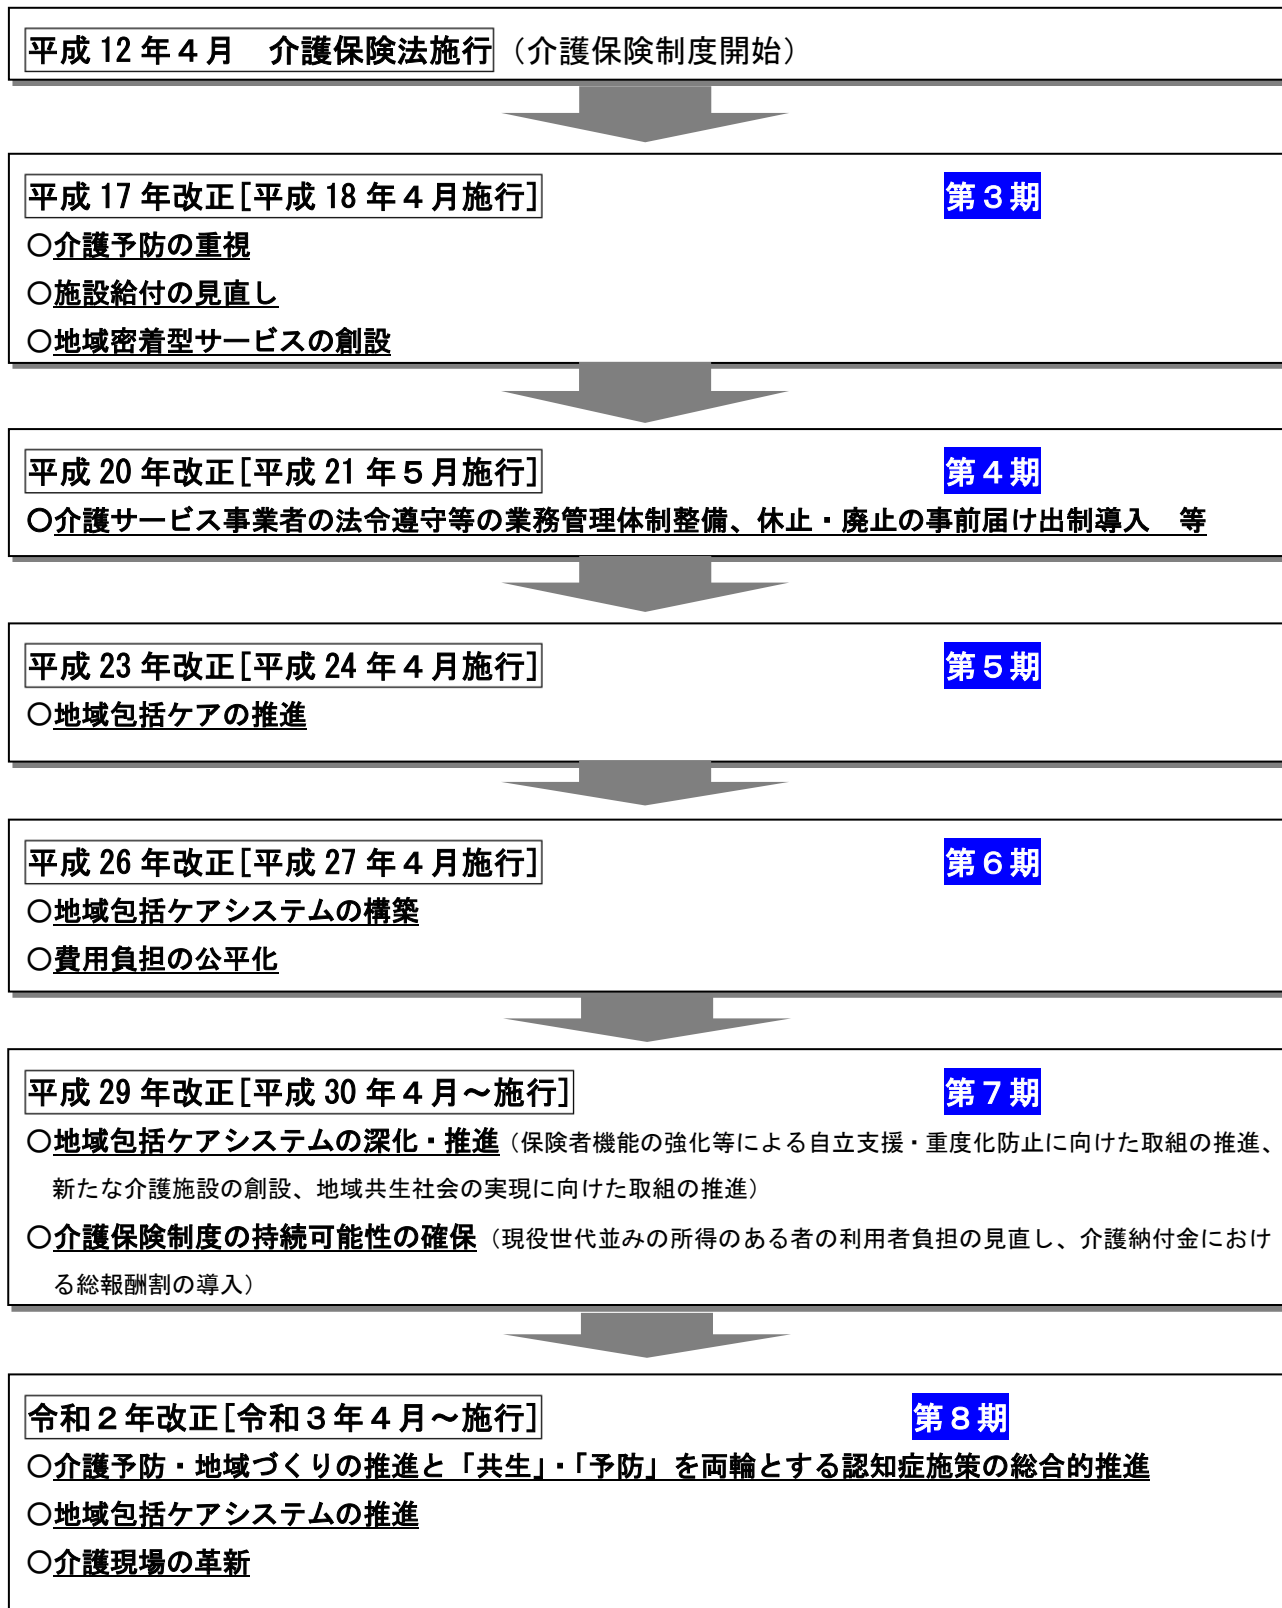 平成 12 年４月　介護保険法施行（介護保険制度開始）
平成 17 年改正[平成 18 年４月施行]　第３期
○介護予防の重視
○施設給付の見直し
○地域密着型サービスの創設
平成 20 年改正[平成 21 年５月施行]　第４期
○介護サービス事業者の法令遵守等の業務管理体制整備、休止・廃止の事前届け出制導入　等
平成 23 年改正[平成 24 年４月施行]　第５期
○地域包括ケアの推進
平成 26 年改正[平成 27 年４月施行]　第６期
○地域包括ケアシステムの構築
○費用負担の公平化
平成 29 年改正[平成 30 年４月～施行]　第７期
○地域包括ケアシステムの深化・推進（保険者機能の強化等による自立支援・重度化防止に向けた取組の推進、
新たな介護施設の創設、地域共生社会の実現に向けた取組の推進）
○介護保険制度の持続可能性の確保（現役世代並みの所得のある者の利用者負担の見直し、介護納付金におけ
る総報酬割の導入）
令和２年改正[令和３年４月～施行]　第８期
○介護予防・地域づくりの推進と「共生」・「予防」を両輪とする認知症施策の総合的推進
○地域包括ケアシステムの推進
○介護現場の革新